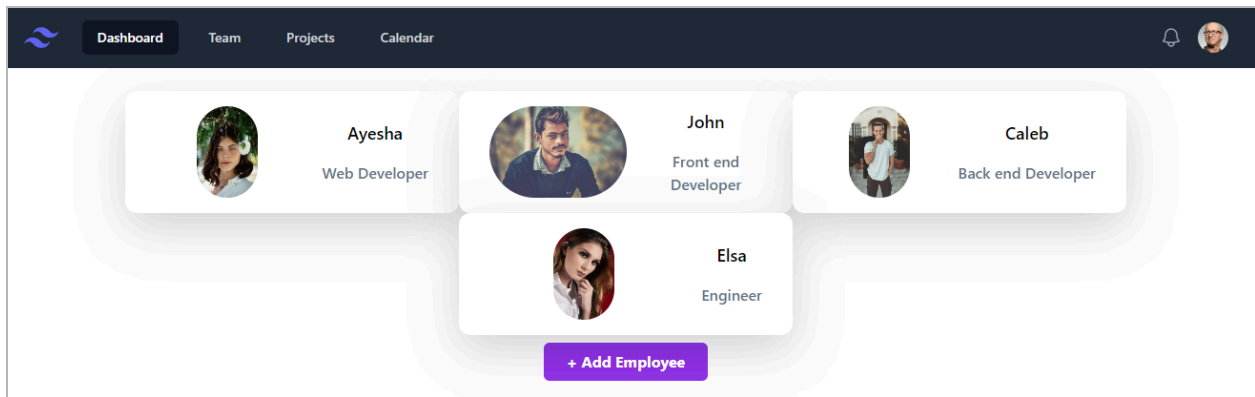 Dashboard Team Projects Calendar
Ayesha
Web Developer
John
Front end
Developer
Caleb
Back end Developer
Elsa
Engineer
+ Add Employee